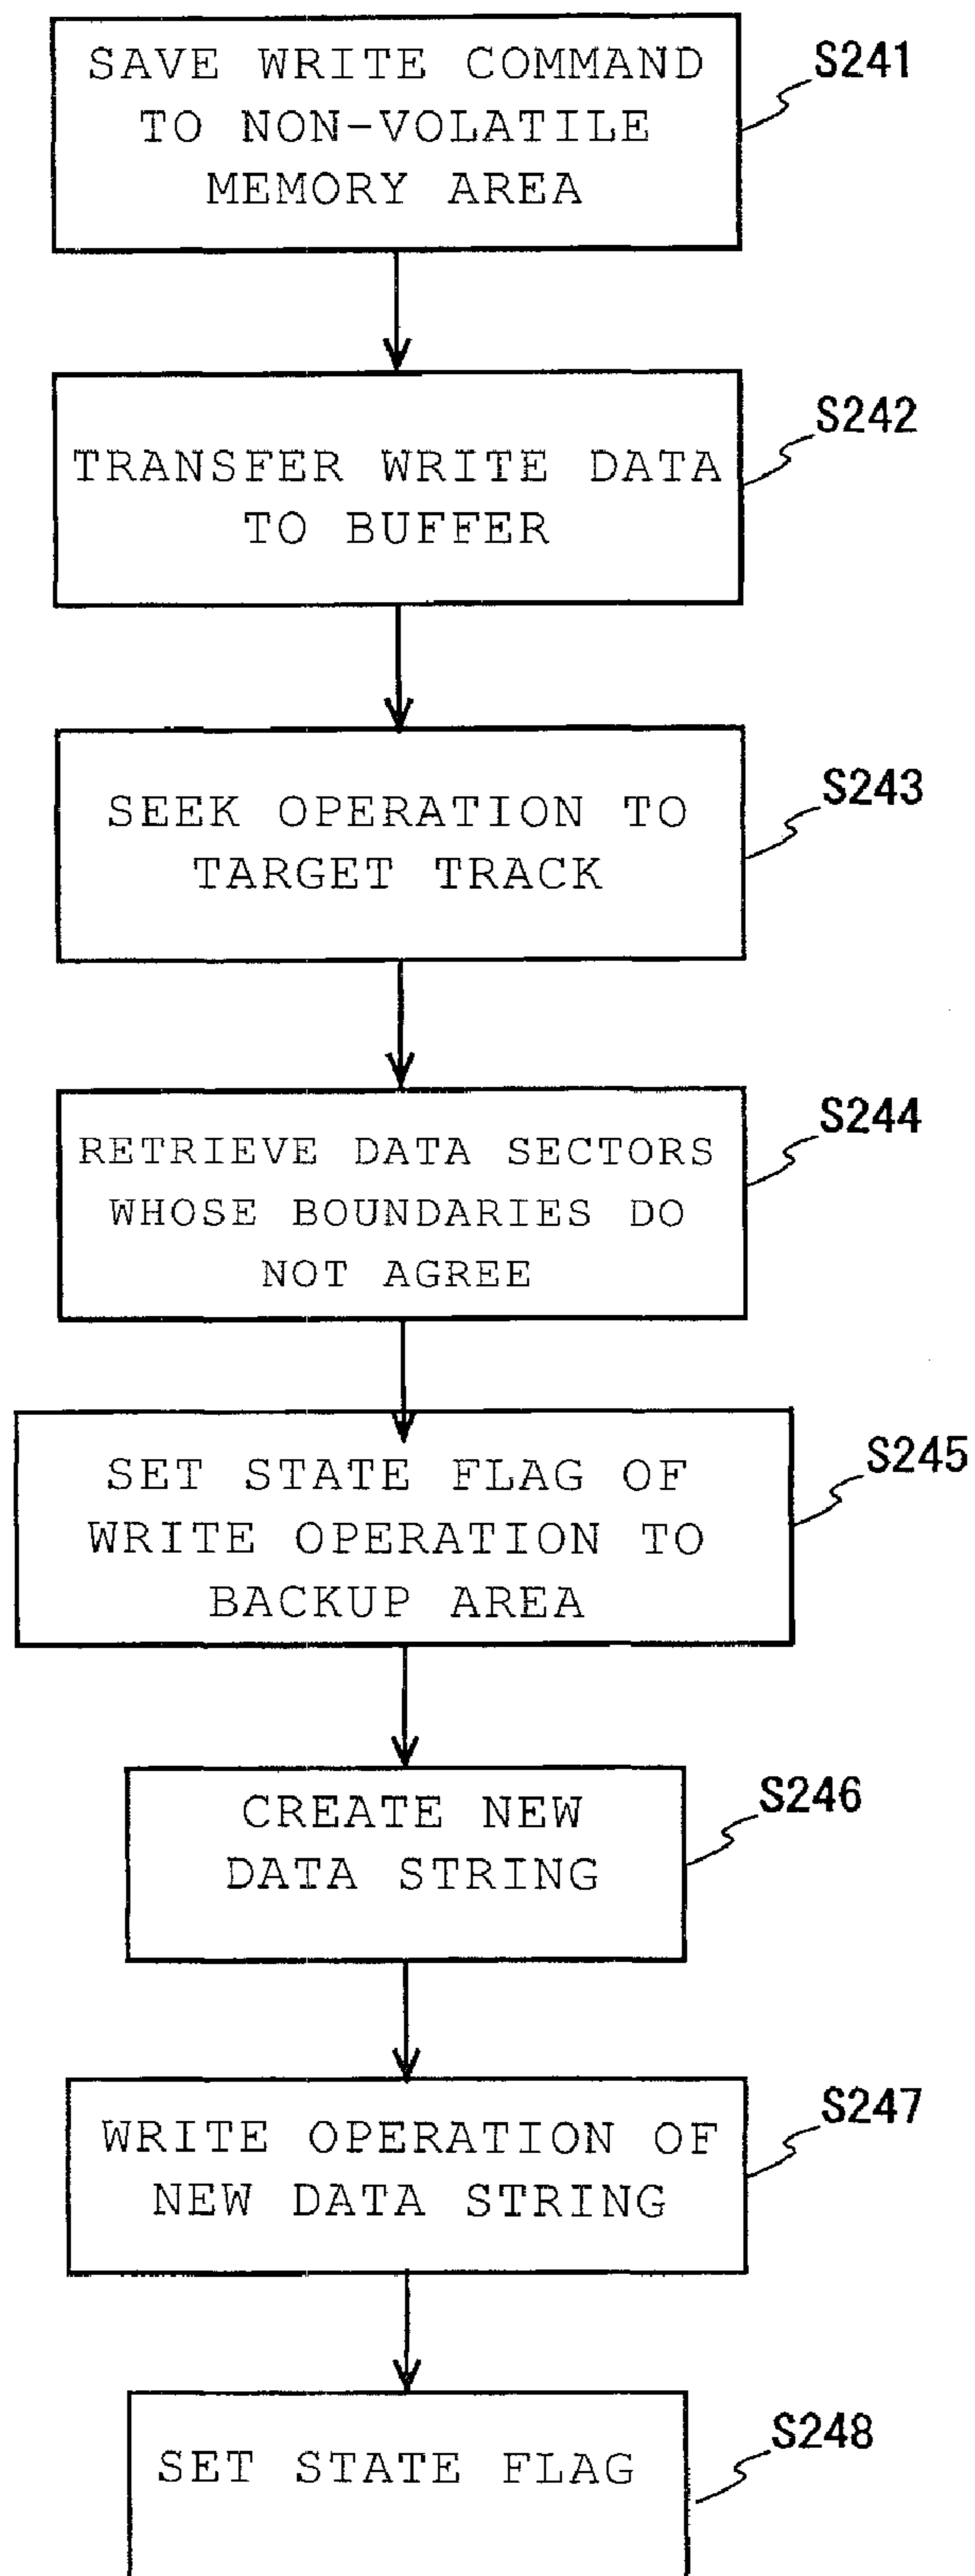 SAVE WRITE COMMAND
TO NON-VOLATILE
MEMORY AREA
S241
TRANSFER WRITE DATA
TO BUFFER
S242
SEEK OPERATION TO
TARGET TRACK
S243
RETRIEVE DATA SECTORS
WHOSE BOUNDARIES DO
NOT AGREE
S244
SET STATE FLAG OF
WRITE OPERATION TO
BACKUP AREA
S245
CREATE NEW
DATA STRING
S246
WRITE OPERATION OF
NEW DATA STRING
S247
SET STATE FLAG
S248